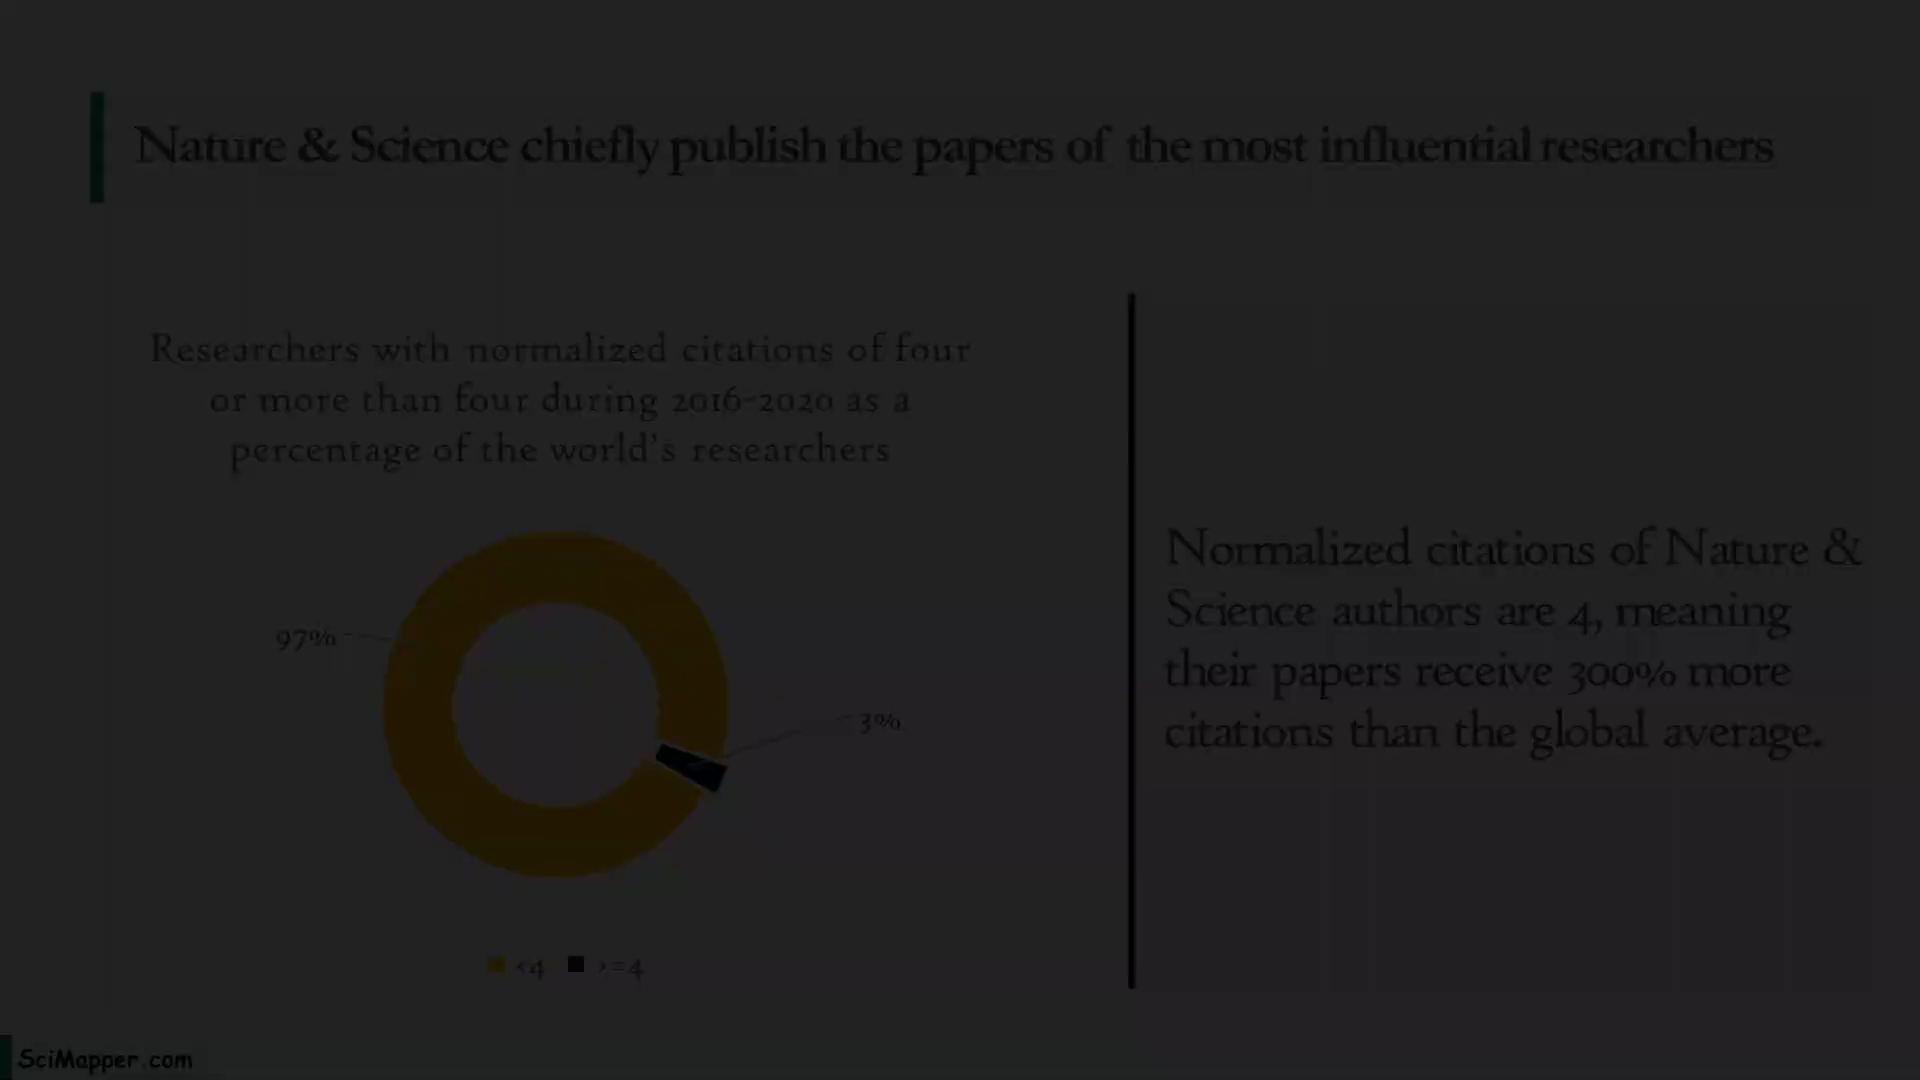 Nature & Science chiefly publish the papers of the most influential researchers
Researchers with normalized citations of four
or more than four during 2016-2020 as a
percentage of the world's researchers
97%
3%
<4 >=4
Normalized citations of Nature &
Science authors are 4, meaning
their papers receive 300% more
citations than the global average.
SciMapper.com